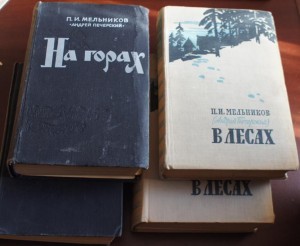 П. И. МЕЛЬНИКОВ
«АНДРЕЙ ПЕЧЕРСКИЙ»
На горах
П. И. МЕЛЬНИКОВ
(Андрей Печерский)
В ЛЕСАХ
В ЛЕСАХ